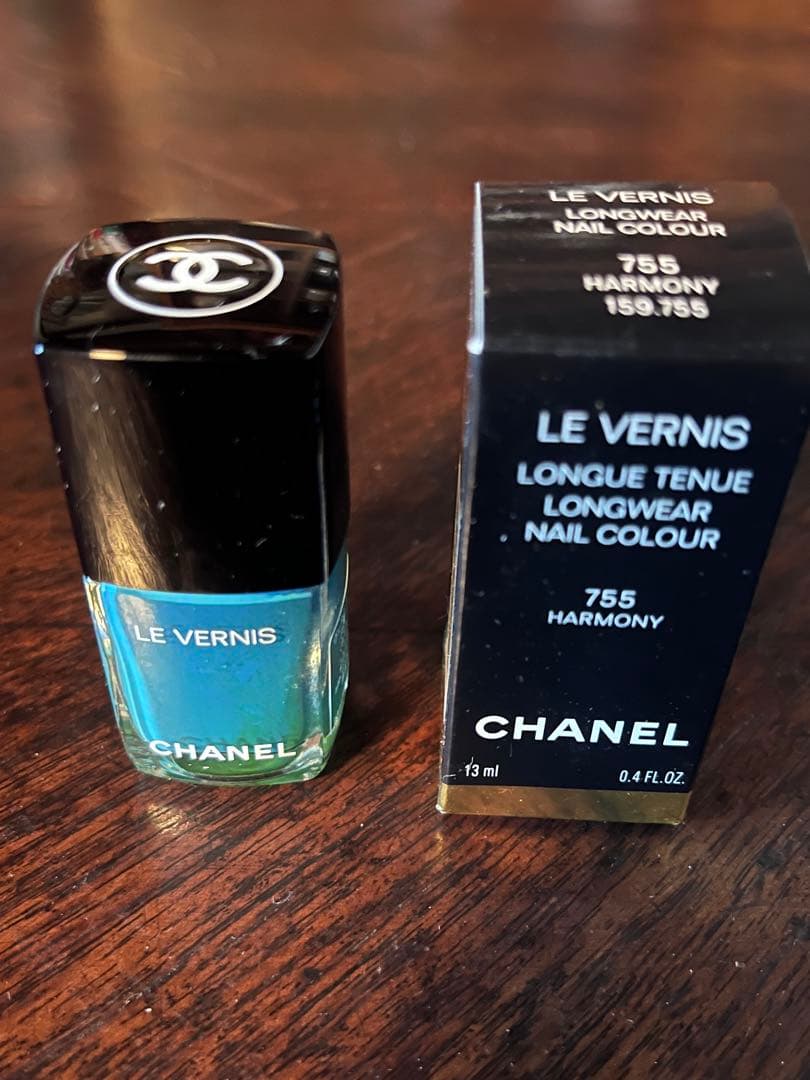 LE VERNIS
CHANEL
LE VERNIS
LONGWEAR
NAIL COLOUR
755
HARMONY
159.755
LE VERNIS
LONGUE TENUE
LONGWEAR
NAIL COLOUR
755
HARMONY
CHANEL
13 ml 0.4 FL.OZ.